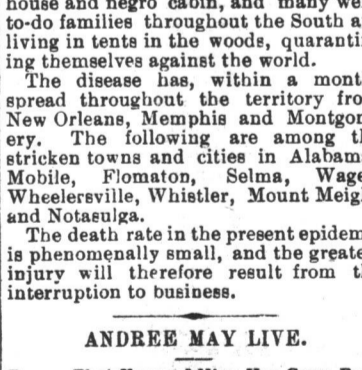 house and negro cabin, and many we
to-do families throughout the South a
living in tents in the woods, quaranti
ing themselves against the world.
The disease has, within a mont
spread throughout the territory fro
New Orleans, Memphis and Montgom
ery. The following are among t
stricken towns and cities in Alabam
Mobile, Flomaton, Selma, Wage
Wheelersville, Whistler, Mount Meig
and Notasulga.
The death rate in the present epidem
is phenomenally small, and the greate
injury will therefore result from t
interruption to business.
ANDREE MAY LIVE.